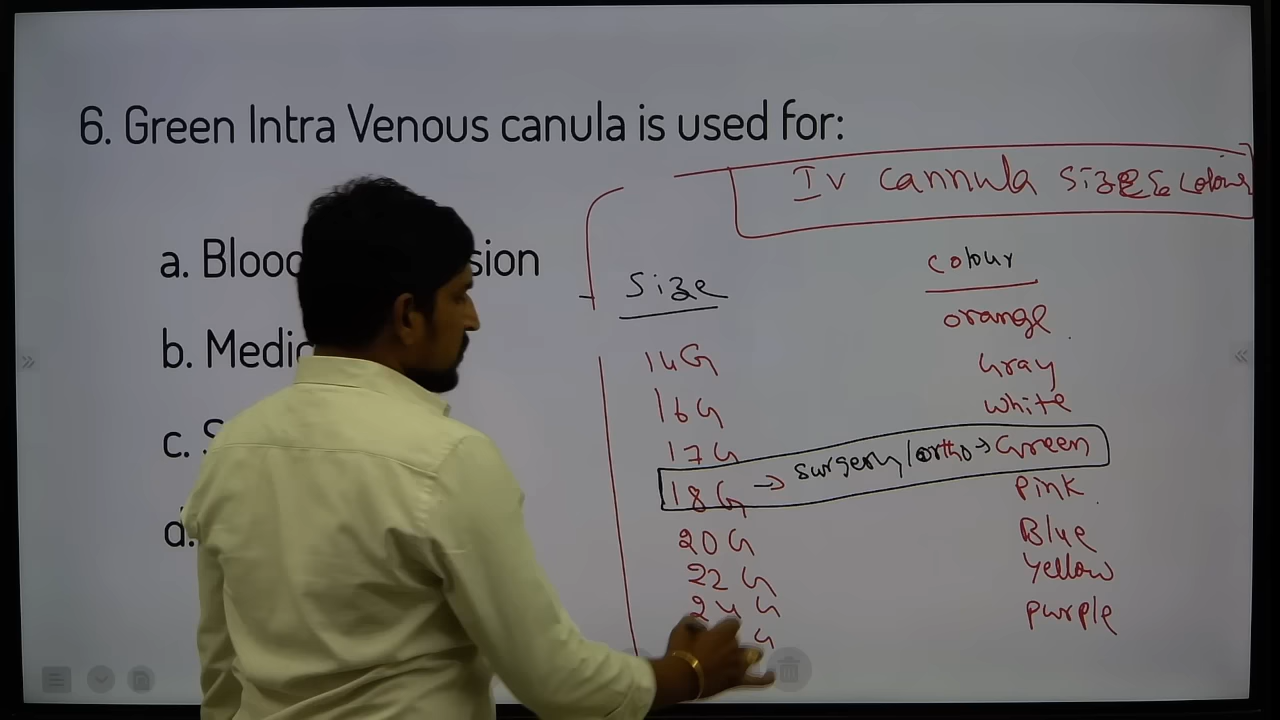 6. Green Intra Venous canula is used for:
IV cannula sizes & colour
a. Blood sion
Size colour
b. Medic
c. S
d.
14G orange
16G Gray
17G White
18G → surgery/ortho → Green
20G Pink
22G Blue
24G Yellow
G Purple